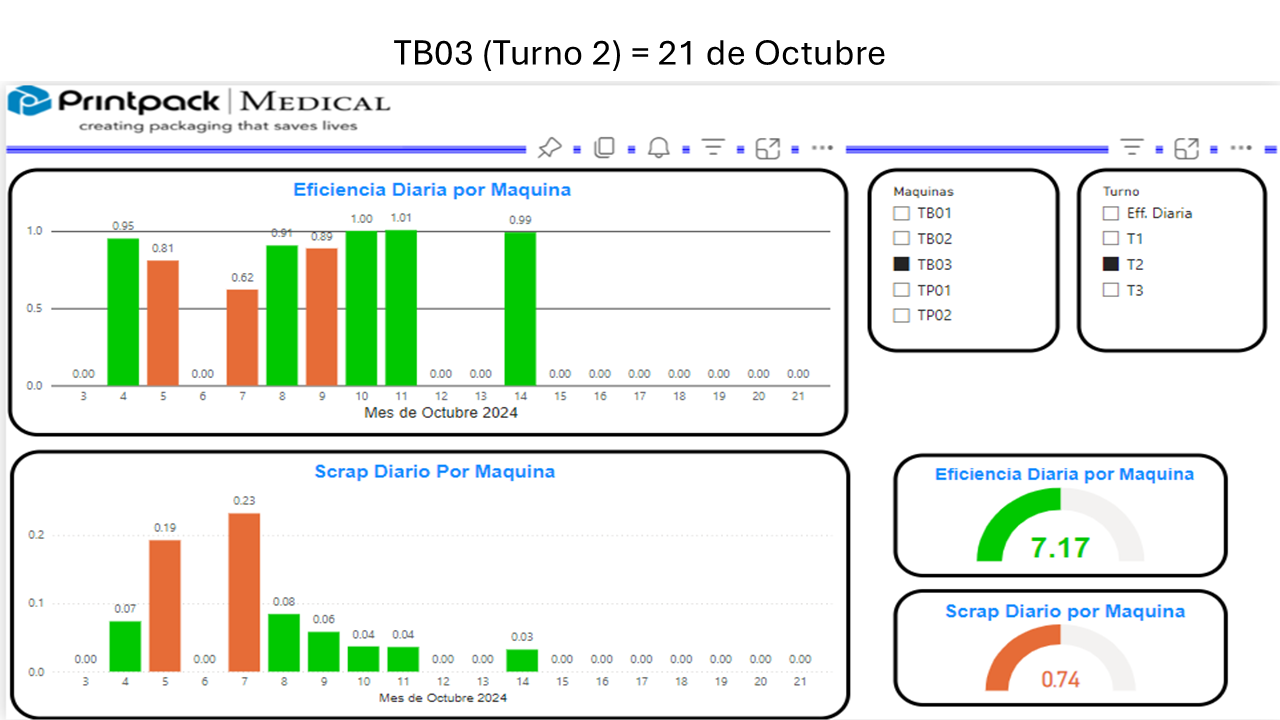 TB03 (Turno 2) = 21 de Octubre
Printpack | MEDICAL
creating packaging that saves lives
Eficiencia Diaria por Maquina
1.0
0.5
0.0
0.00 0.95 0.81 0.00 0.62 0.91 0.89 1.00 1.01 0.00 0.00 0.99 0.00 0.00 0.00 0.00 0.00 0.00 0.00
3 4 5 6 7 8 9 10 11 12 13 14 15 16 17 18 19 20 21
Mes de Octubre 2024
Maquinas
TB01
TB02
TB03
TP01
TP02
Turno
Eff. Diaria
T1
T2
T3
Scrap Diario Por Maquina
0.2
0.1
0.0
0.00 0.07 0.19 0.00 0.23 0.08 0.06 0.04 0.04 0.00 0.00 0.03 0.00 0.00 0.00 0.00 0.00 0.00 0.00
3 4 5 6 7 8 9 10 11 12 13 14 15 16 17 18 19 20 21
Mes de Octubre 2024
Eficiencia Diaria por Maquina
7.17
Scrap Diario por Maquina
0.74